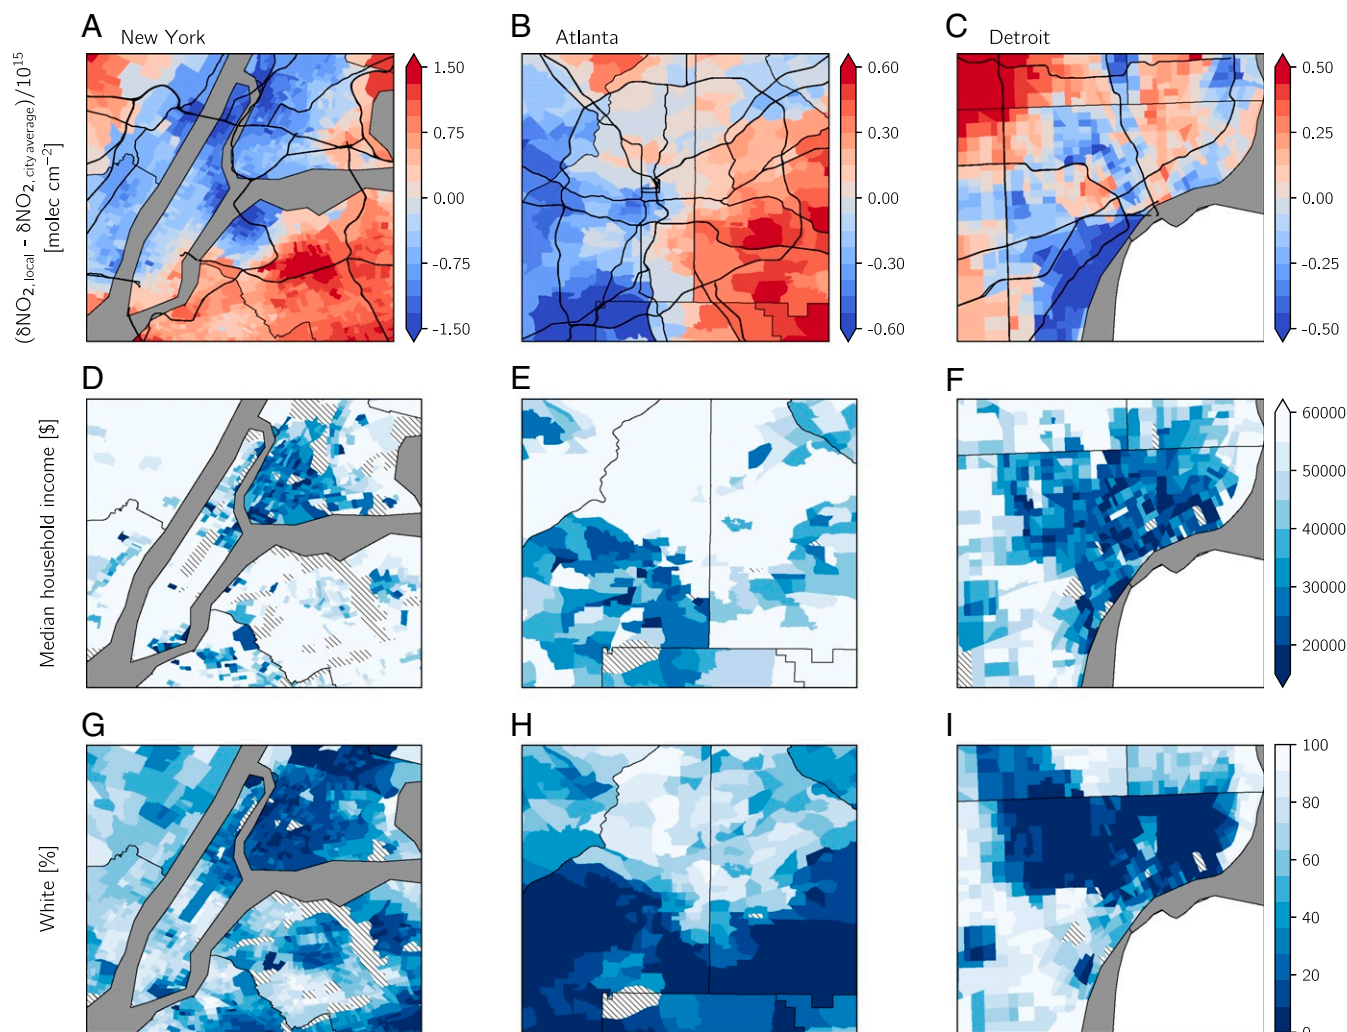 A New York
B Atlanta
C Detroit
(δNO2,local - δNO2,city average)/10^15
[molec cm−2]
1.50
0.75
0.00
-0.75
-1.50
0.60
0.30
0.00
-0.30
-0.60
0.50
0.25
0.00
-0.25
-0.50
D
E
F
Median household income [$]
60000
50000
40000
30000
20000
G
H
I
White [%]
100
80
60
40
20